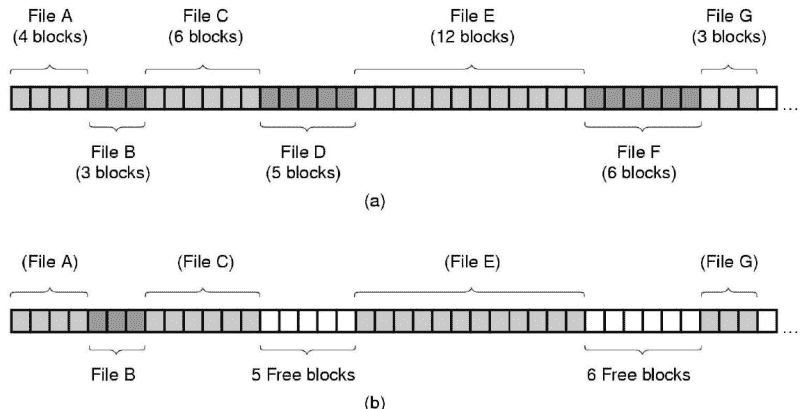 File A
(4 blocks)
File C
(6 blocks)
File E
(12 blocks)
File G
(3 blocks)
...
File B
(3 blocks)
File D
(5 blocks)
File F
(6 blocks)
(a)
(File A)
(File C)
(File E)
(File G)
...
File B
5 Free blocks
6 Free blocks
(b)